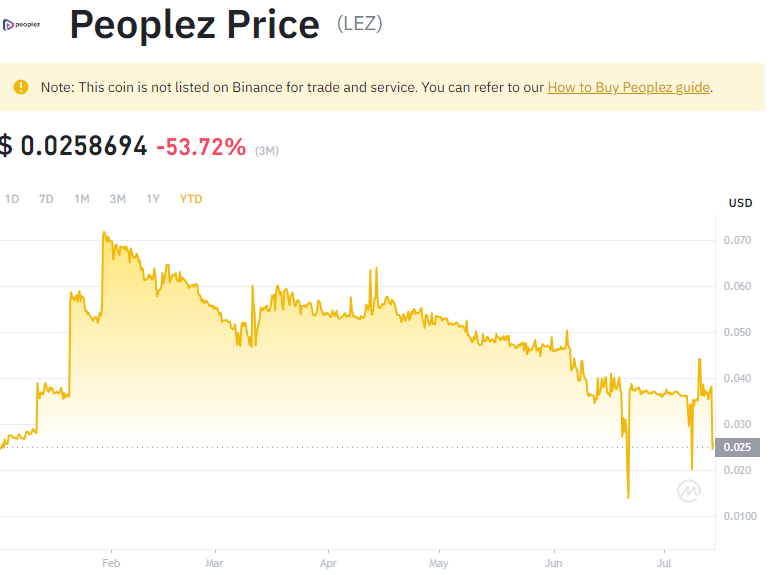 peoplez
Peoplez Price (LEZ)
Note: This coin is not listed on Binance for trade and service. You can refer to our How to Buy Peoplez guide.
$ 0.0258694 -53.72% (3M)
1D 7D 1M 3M 1Y YTD
USD
0.070
0.060
0.050
0.040
0.030
0.025
0.020
0.0100
Feb Mar Apr May Jun Jul